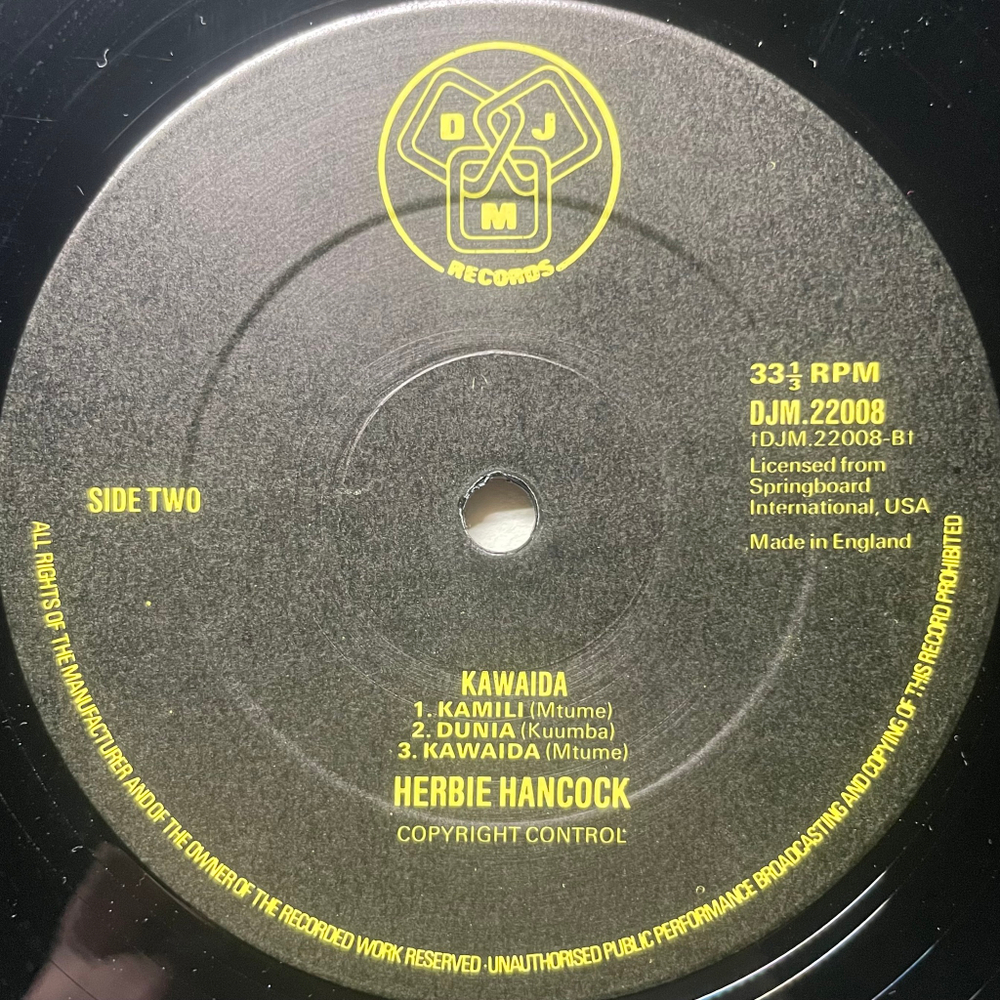 D J
M
RECORDS
33⅓ RPM
DJM.22008
†DJM.22008-B†
Licensed from
Springboard
International, USA
Made in England
SIDE TWO
KAWAIDA
1. KAMILI (Mtume)
2. DUNIA (Kuumba)
3. KAWAIDA (Mtume)
HERBIE HANCOCK
COPYRIGHT CONTROL
ALL RIGHTS OF THE MANUFACTURER AND OF THE OWNER OF THE RECORDED WORK RESERVED · UNAUTHORISED PUBLIC PERFORMANCE BROADCASTING AND COPYING OF THIS RECORD PROHIBITED